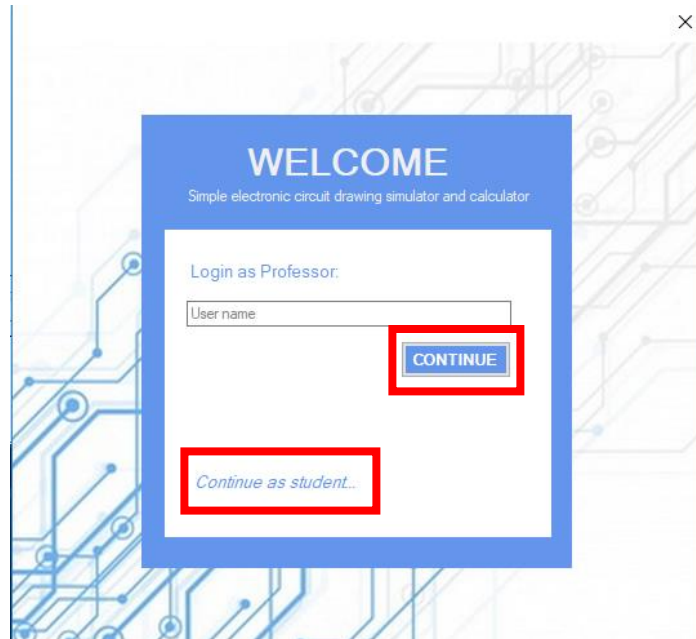 WELCOME
Simple electronic circuit drawing simulator and calculator
Login as Professor:
User name
CONTINUE
Continue as student...